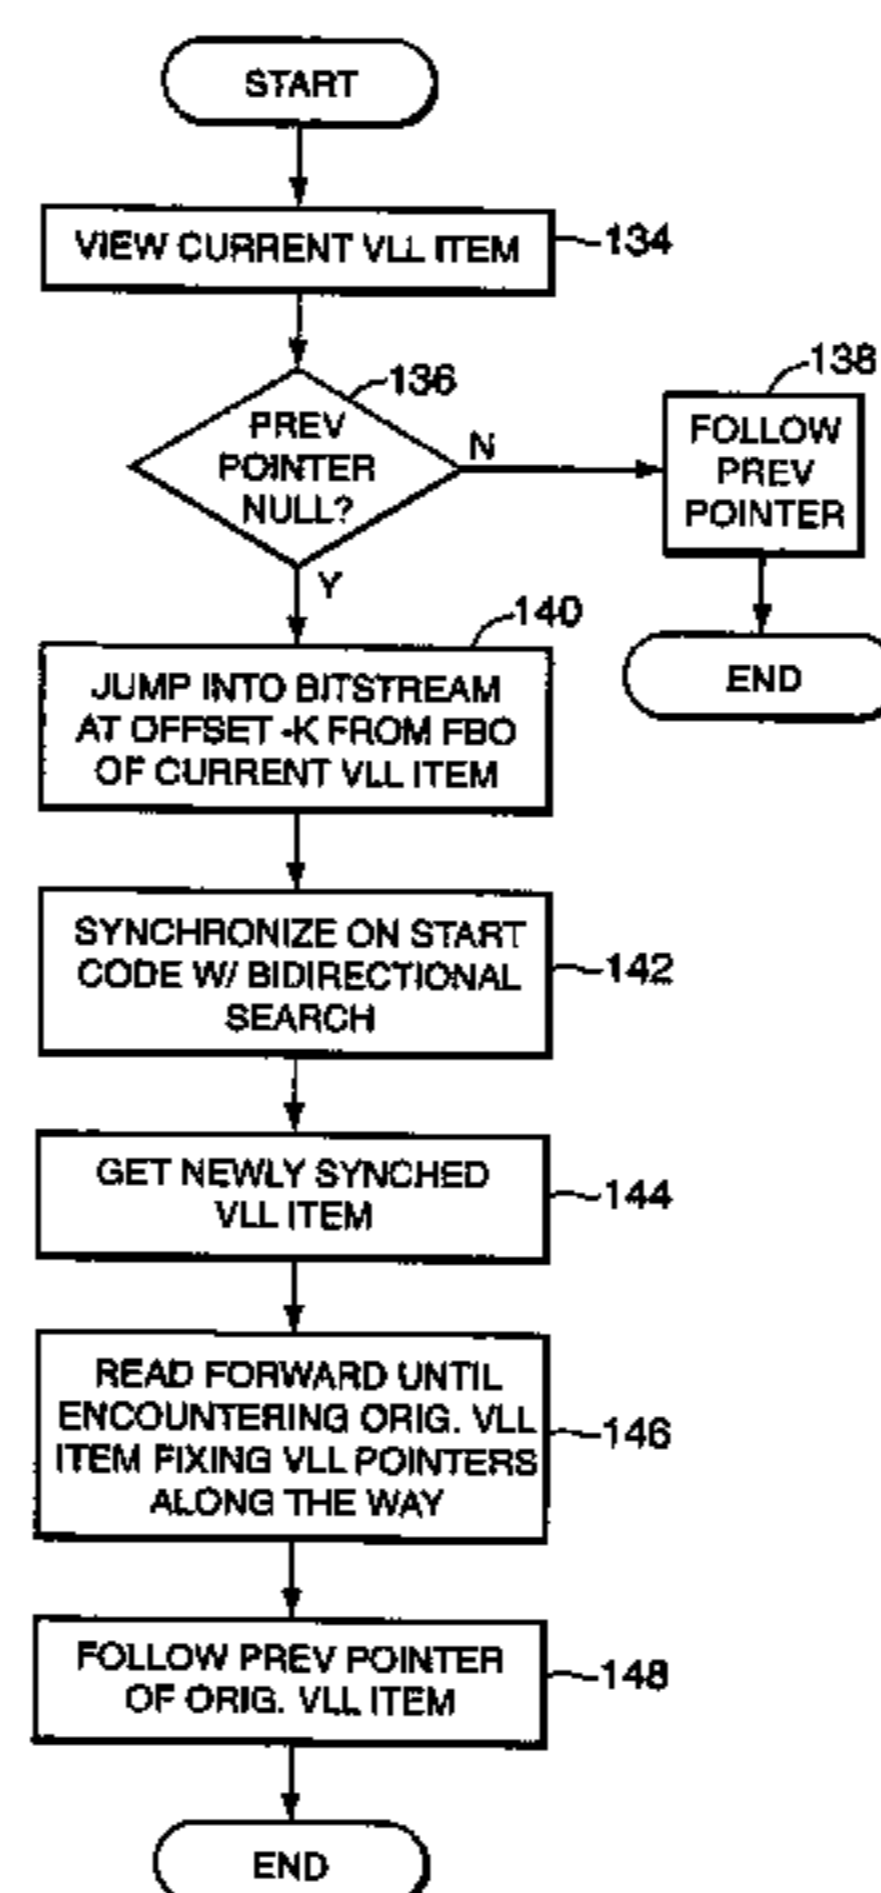 START
VIEW CURRENT VLL ITEM
134
136
PREV
POINTER
NULL?
N
138
FOLLOW
PREV
POINTER
END
Y
140
JUMP INTO BITSTREAM
AT OFFSET -K FROM FBO
OF CURRENT VLL ITEM
SYNCHRONIZE ON START
CODE W/ BIDIRECTIONAL
SEARCH
142
GET NEWLY SYNCHED
VLL ITEM
144
READ FORWARD UNTIL
ENCOUNTERING ORIG. VLL
ITEM FIXING VLL POINTERS
ALONG THE WAY
146
FOLLOW PREV POINTER
OF ORIG. VLL ITEM
148
END